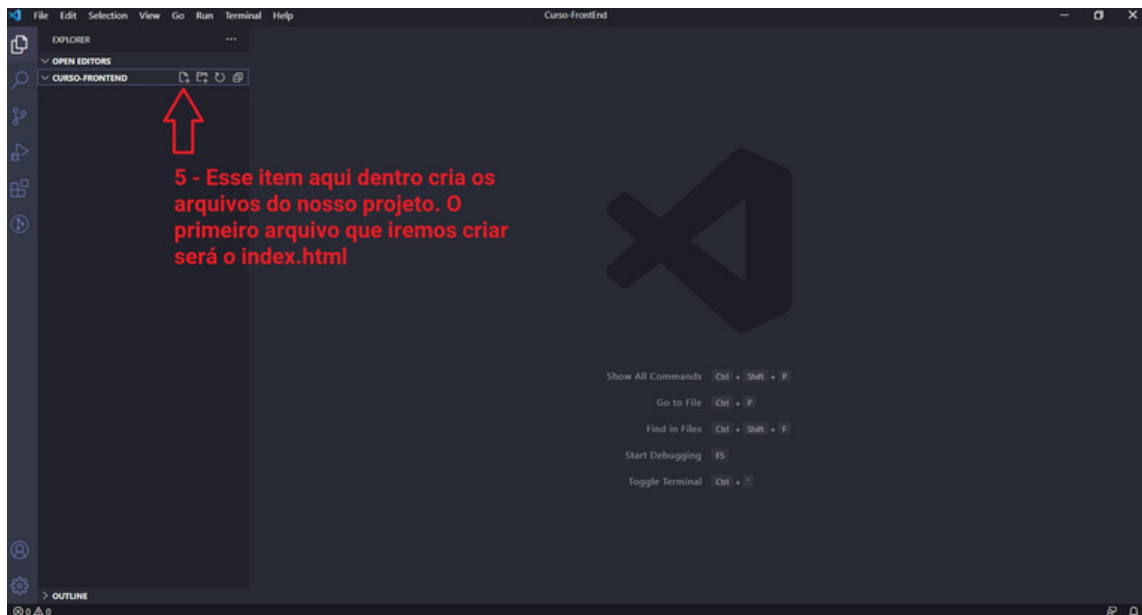 File Edit Selection View Go Run Terminal Help
Curso-FrontEnd
EXPLORER
OPEN EDITORS
CURSO-FRONTEND
5 - Esse item aqui dentro cria os
arquivos do nosso projeto. O
primeiro arquivo que iremos criar
será o index.html
Show All Commands Ctrl + Shift + P
Go to File Ctrl + P
Find in Files Ctrl + Shift + F
Start Debugging F5
Toggle Terminal Ctrl +
OUTLINE
0 0